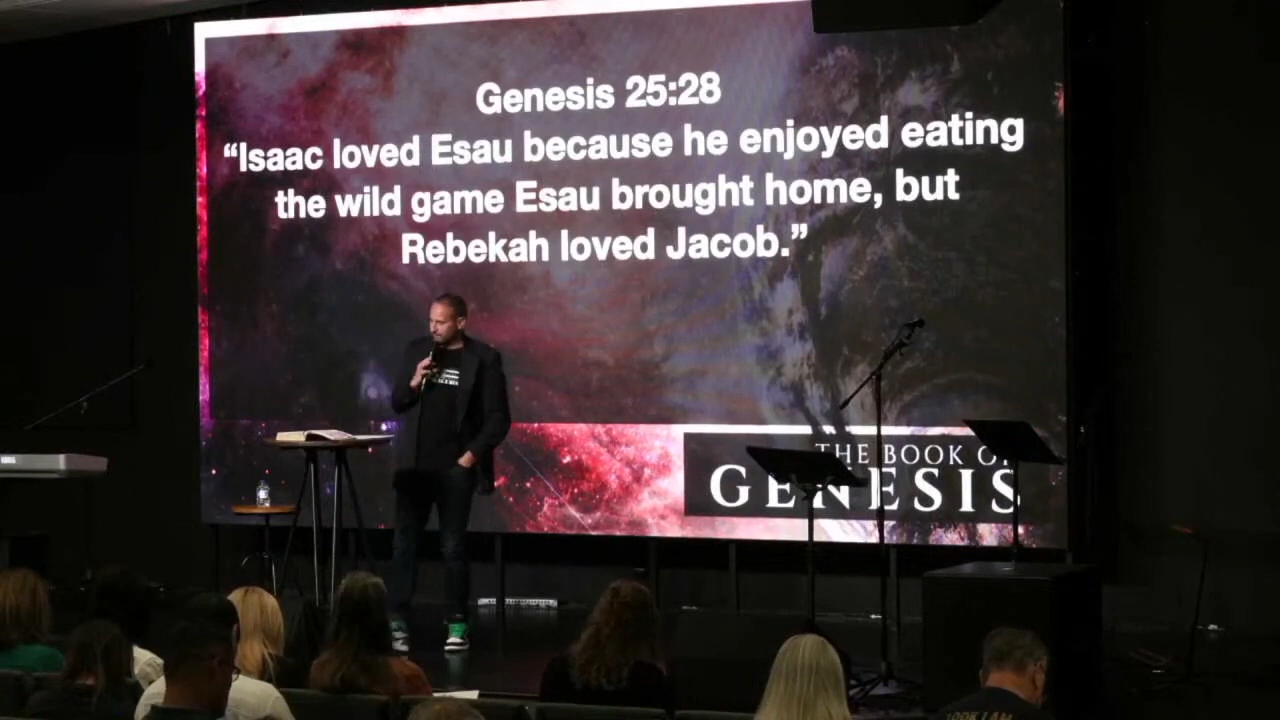 Genesis 25:28
“Isaac loved Esau because he enjoyed eating
the wild game Esau brought home, but
Rebekah loved Jacob.”
THE BOOK
GENESIS
KORG